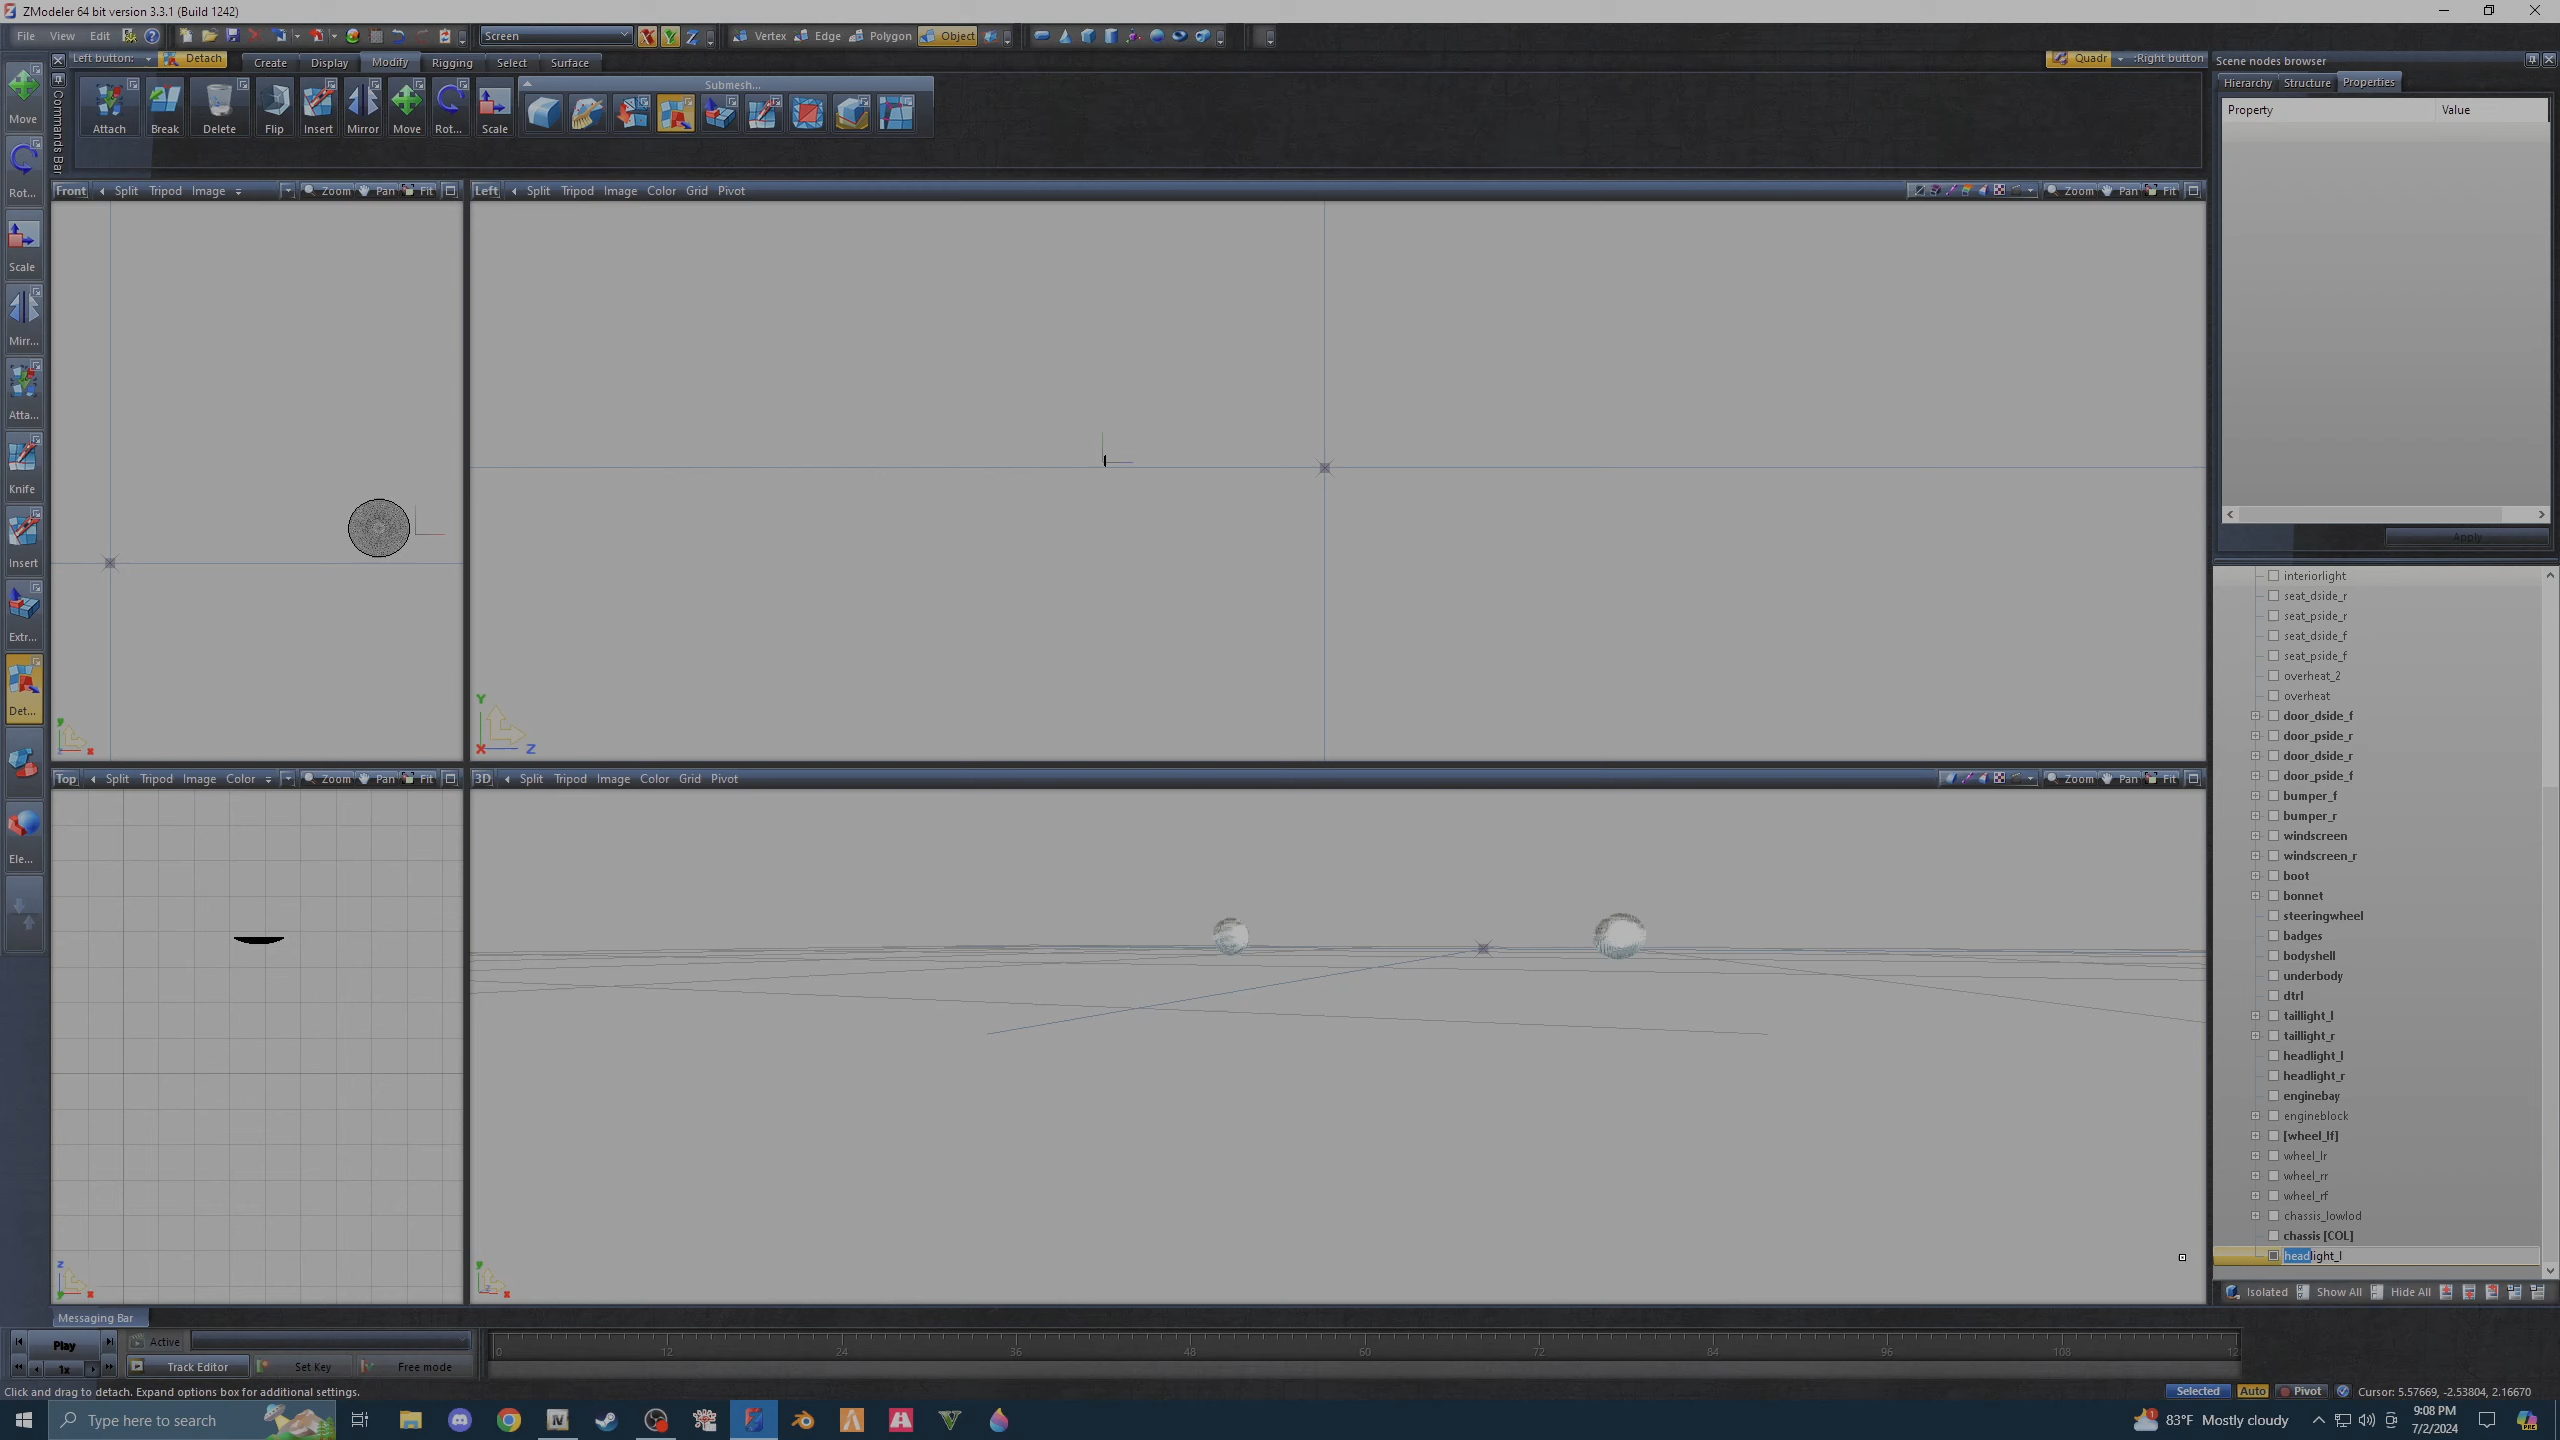 ZModeler 64 bit version 3.3.1 (Build 1242)
File View Edit
Screen
X Y Z
Vertex Edge Polygon Object
Left button: Detach
Create Display Modify Rigging Select Surface
Quadr :Right button
Commands Bar
Attach Break Delete Flip Insert Mirror Move Rot... Scale
Submesh...
Move
Rot...
Scale
Mirr...
Atta...
Knife
Insert
Extr...
Det...
Ele...
Front Split Tripod Image Zoom Pan Fit
Left Split Tripod Image Color Grid Pivot Zoom Pan Fit
Y
X Z
Top Split Tripod Image Color Zoom Pan Fit
3D Split Tripod Image Color Grid Pivot Zoom Pan Fit
Scene nodes browser
Hierarchy Structure Properties
Property Value
Apply
interiorlight
seat_dside_r
seat_pside_r
seat_dside_f
seat_pside_f
overheat_2
overheat
door_dside_f
door_pside_r
door_dside_r
door_pside_f
bumper_f
bumper_r
windscreen
windscreen_r
boot
bonnet
steeringwheel
badges
bodyshell
underbody
dtrl
taillight_l
taillight_r
headlight_l
headlight_r
enginebay
engineblock
[wheel_lf]
wheel_lr
wheel_rr
wheel_rf
chassis_lowlod
chassis [COL]
headlight_l
Isolated Show All Hide All
Messaging Bar
Play Active
1x Track Editor Set Key Free mode
0 12 24 36 48 60 72 84 96 108 12
Click and drag to detach. Expand options box for additional settings.
Selected Auto Pivot Cursor: 5.57669, -2.53804, 2.16670
Type here to search
83°F Mostly cloudy
9:08 PM
7/2/2024